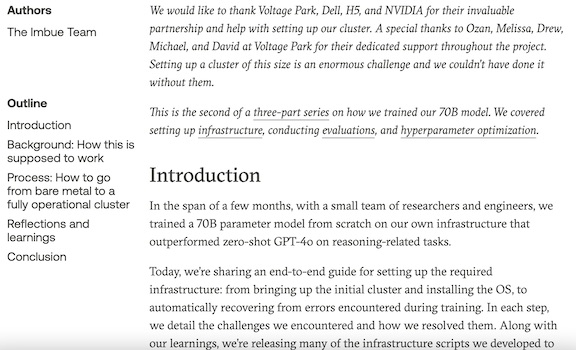 Authors
The Imbue Team
Outline
Introduction
Background: How this is
supposed to work
Process: How to go
from bare metal to a
fully operational cluster
Reflections and
learnings
Conclusion
We would like to thank Voltage Park, Dell, H5, and NVIDIA for their invaluable
partnership and help with setting up our cluster. A special thanks to Ozan, Melissa, Drew,
Michael, and David at Voltage Park for their dedicated support throughout the project.
Setting up a cluster of this size is an enormous challenge and we couldn't have done it
without them.
This is the second of a three-part series on how we trained our 70B model. We covered
setting up infrastructure, conducting evaluations, and hyperparameter optimization.
Introduction
In the span of a few months, with a small team of researchers and engineers, we
trained a 70B parameter model from scratch on our own infrastructure that
outperformed zero-shot GPT-4o on reasoning-related tasks.
Today, we're sharing an end-to-end guide for setting up the required
infrastructure: from bringing up the initial cluster and installing the OS, to
automatically recovering from errors encountered during training. In each step,
we detail the challenges we encountered and how we resolved them. Along with
our learnings, we're releasing many of the infrastructure scripts we developed to